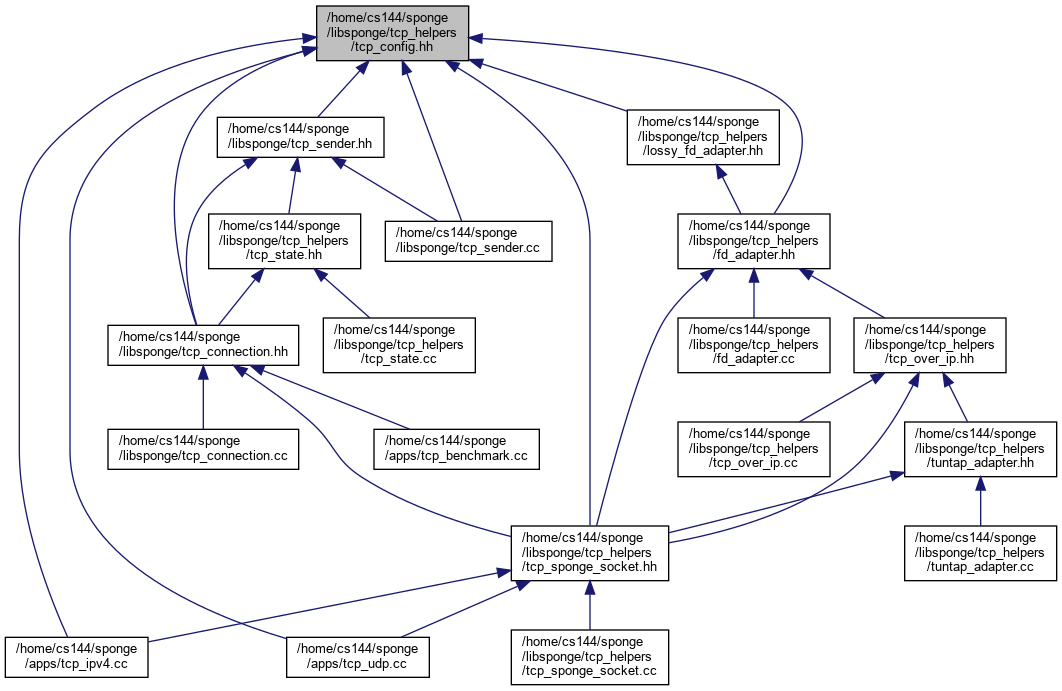 /home/cs144/sponge
/libsponge/tcp_helpers
/tcp_config.hh
/home/cs144/sponge
/libsponge/tcp_sender.hh
/home/cs144/sponge
/libsponge/tcp_helpers
/lossy_fd_adapter.hh
/home/cs144/sponge
/libsponge/tcp_helpers
/tcp_state.hh
/home/cs144/sponge
/libsponge/tcp_sender.cc
/home/cs144/sponge
/libsponge/tcp_helpers
/fd_adapter.hh
/home/cs144/sponge
/libsponge/tcp_connection.hh
/home/cs144/sponge
/libsponge/tcp_helpers
/tcp_state.cc
/home/cs144/sponge
/libsponge/tcp_helpers
/fd_adapter.cc
/home/cs144/sponge
/libsponge/tcp_helpers
/tcp_over_ip.hh
/home/cs144/sponge
/libsponge/tcp_connection.cc
/home/cs144/sponge
/apps/tcp_benchmark.cc
/home/cs144/sponge
/libsponge/tcp_helpers
/tcp_over_ip.cc
/home/cs144/sponge
/libsponge/tcp_helpers
/tuntap_adapter.hh
/home/cs144/sponge
/libsponge/tcp_helpers
/tcp_sponge_socket.hh
/home/cs144/sponge
/libsponge/tcp_helpers
/tuntap_adapter.cc
/home/cs144/sponge
/apps/tcp_ipv4.cc
/home/cs144/sponge
/apps/tcp_udp.cc
/home/cs144/sponge
/libsponge/tcp_helpers
/tcp_sponge_socket.cc